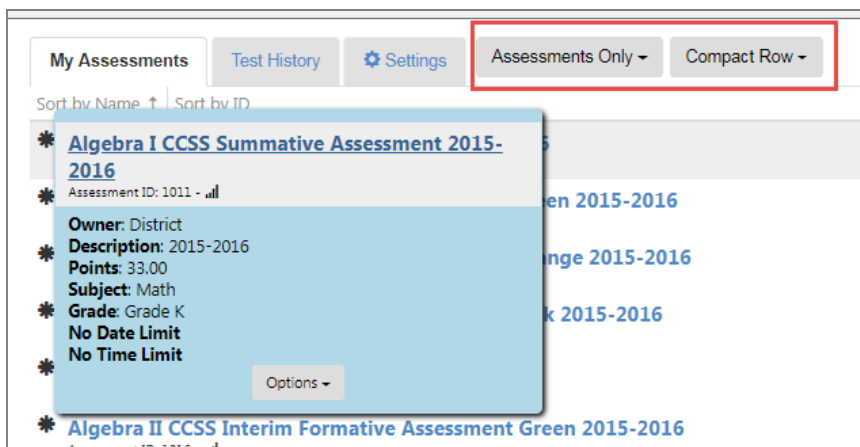 My Assessments Test History Settings Assessments Only Compact Row
Sort by Name ↑ Sort by ID
Algebra I CCSS Summative Assessment 2015-
2016
Assessment ID: 1011 -
Owner: District
Description: 2015-2016
Points: 33.00
Subject: Math
Grade: Grade K
No Date Limit
No Time Limit
Options
2015-2016
2015-2016
2015-2016
Algebra II CCSS Interim Formative Assessment Green 2015-2016